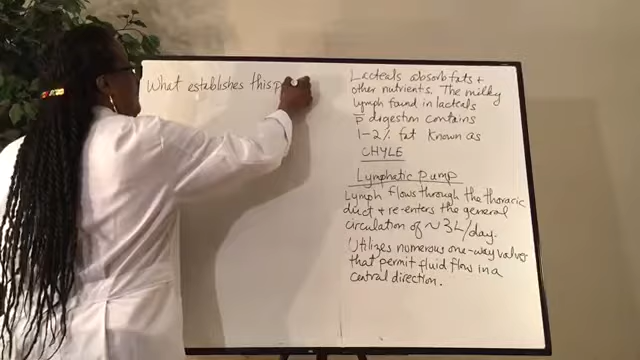 What establishes this p
Lacteals absorb fats +
other nutrients. The milky
lymph found in lacteals
p digestion contains
1-2% fat known as
CHYLE
Lymphatic pump
Lymph flows through the thoracic
duct + re-enters the general
circulation of ~3L/day.
Utilizes numerous one-way valves
that permit fluid flow in a
central direction.